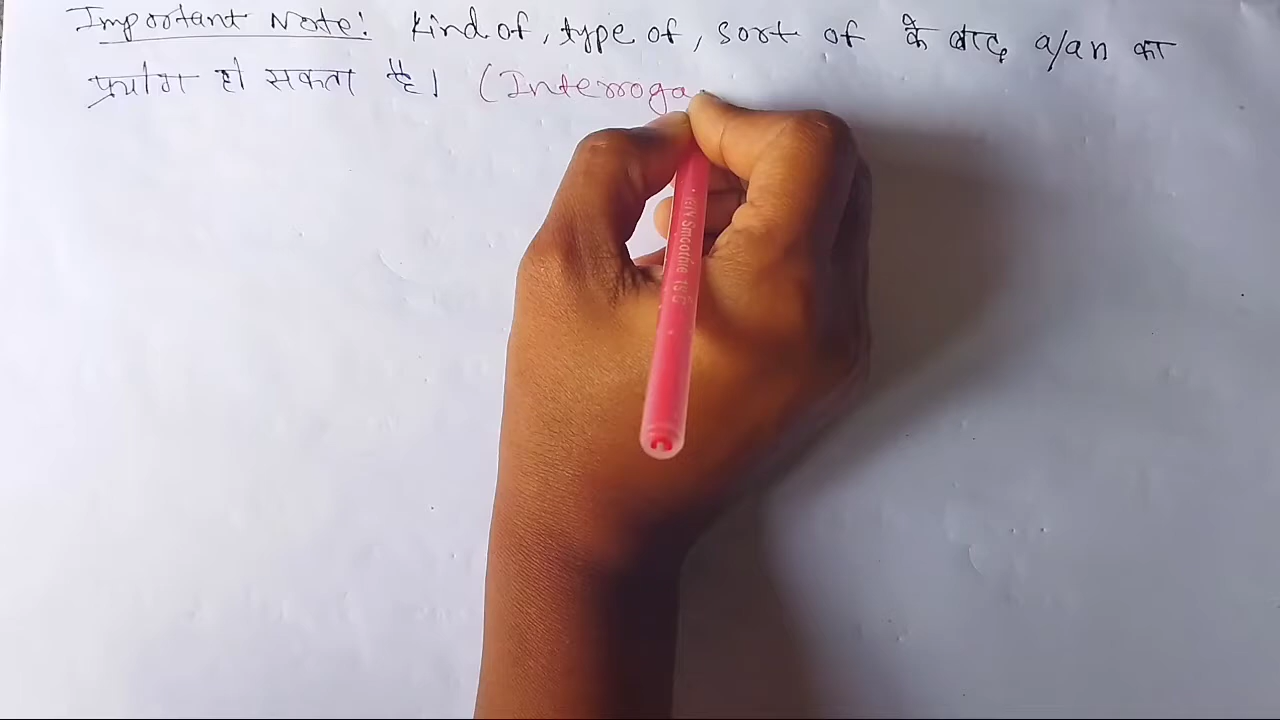 Important Note: Kind of, type of, sort of के बाद a/an का
प्रयोग हो सकता है। (Interroga